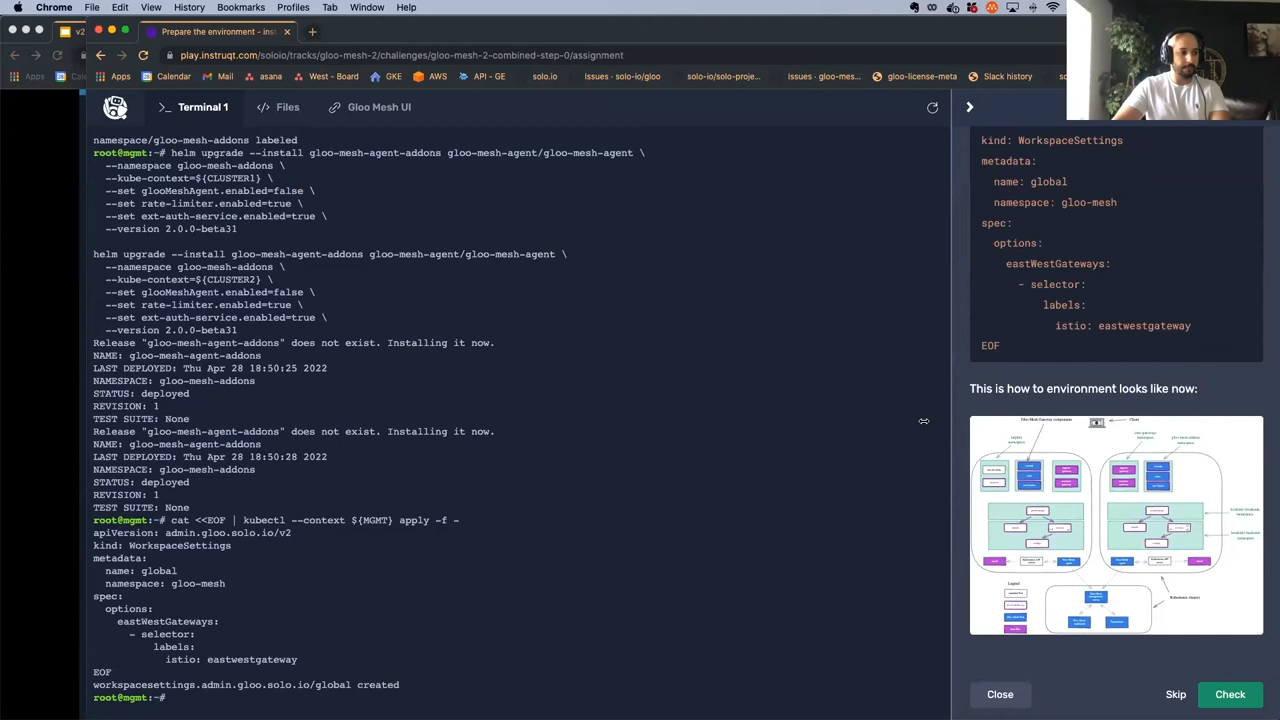 Chrome File Edit View History Bookmarks Profiles Tab Window Help
v2
Prepare the environment - ins
play.instruqt.com/soloio/tracks/gloo-mesh-2/challenges/gloo-mesh-2-combined-step-0/assignment
Apps Calendar
Apps Calendar Mail asana West - Board GKE AWS API - GE solo.io Issues · solo-io/gloo solo-io/solo-proje... Issues · gloo-mes... gloo-license-meta Slack history
Terminal 1 Files Gloo Mesh UI
namespace/gloo-mesh-addons labeled
root@mgmt:~# helm upgrade --install gloo-mesh-agent-addons gloo-mesh-agent/gloo-mesh-agent \
--namespace gloo-mesh-addons \
--kube-context=${CLUSTER1} \
--set glooMeshAgent.enabled=false \
--set rate-limiter.enabled=true \
--set ext-auth-service.enabled=true \
--version 2.0.0-beta31
helm upgrade --install gloo-mesh-agent-addons gloo-mesh-agent/gloo-mesh-agent \
--namespace gloo-mesh-addons \
--kube-context=${CLUSTER2} \
--set glooMeshAgent.enabled=false \
--set rate-limiter.enabled=true \
--set ext-auth-service.enabled=true \
--version 2.0.0-beta31
Release "gloo-mesh-agent-addons" does not exist. Installing it now.
NAME: gloo-mesh-agent-addons
LAST DEPLOYED: Thu Apr 28 18:50:25 2022
NAMESPACE: gloo-mesh-addons
STATUS: deployed
REVISION: 1
TEST SUITE: None
Release "gloo-mesh-agent-addons" does not exist. Installing it now.
NAME: gloo-mesh-agent-addons
LAST DEPLOYED: Thu Apr 28 18:50:28 2022
NAMESPACE: gloo-mesh-addons
STATUS: deployed
REVISION: 1
TEST SUITE: None
root@mgmt:~# cat <<EOF | kubectl --context ${MGMT} apply -f -
apiVersion: admin.gloo.solo.io/v2
kind: WorkspaceSettings
metadata:
name: global
namespace: gloo-mesh
spec:
options:
eastWestGateways:
- selector:
labels:
istio: eastwestgateway
EOF
workspacesettings.admin.gloo.solo.io/global created
root@mgmt:~#
kind: WorkspaceSettings
metadata:
name: global
namespace: gloo-mesh
spec:
options:
eastWestGateways:
- selector:
labels:
istio: eastwestgateway
EOF
This is how to environment looks like now:
Gloo Mesh Gateway components
Client
Legend
Kubernetes clusters
Close Skip Check